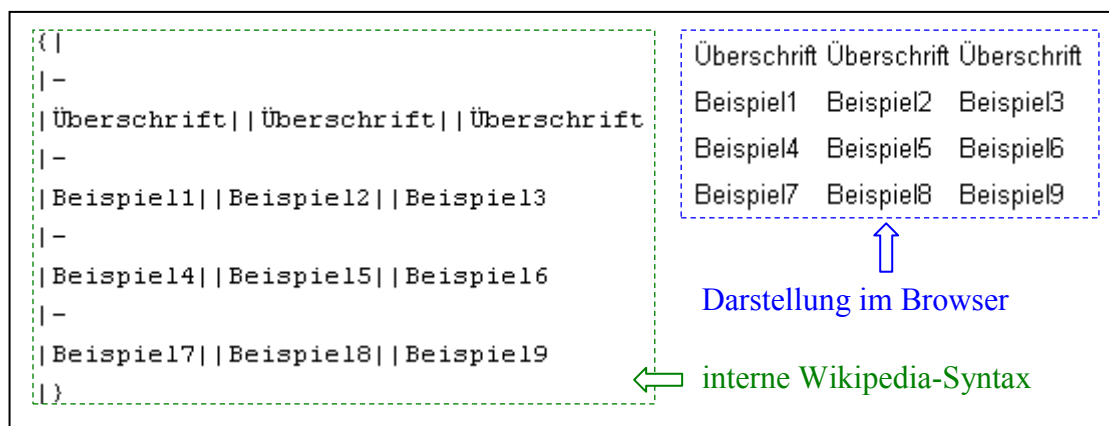 {|
|-
|Überschrift||Überschrift||Überschrift
|-
|Beispiel1||Beispiel2||Beispiel3
|-
|Beispiel4||Beispiel5||Beispiel6
|-
|Beispiel7||Beispiel8||Beispiel9
|}
Überschrift Überschrift Überschrift
Beispiel1 Beispiel2 Beispiel3
Beispiel4 Beispiel5 Beispiel6
Beispiel7 Beispiel8 Beispiel9
Darstellung im Browser
interne Wikipedia-Syntax